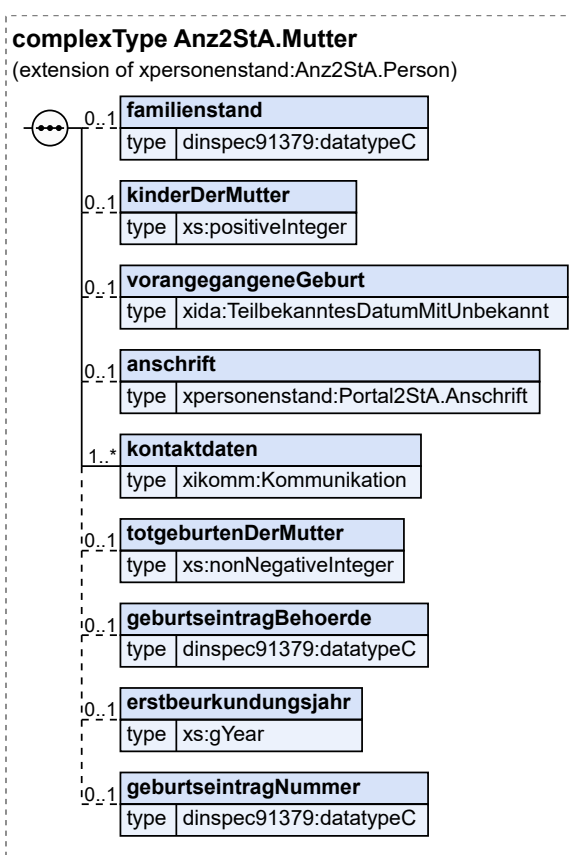 complexType Anz2StA.Mutter
(extension of xpersonenstand:Anz2StA.Person)
0..1 familienstand
type dinspec91379:datatypeC
0..1 kinderDerMutter
type xs:positiveInteger
0..1 vorangegangeneGeburt
type xida:TeilbekanntesDatumMitUnbekannt
0..1 anschrift
type xpersonenstand:Portal2StA.Anschrift
1..* kontaktdaten
type xikomm:Kommunikation
0..1 totgeburtenDerMutter
type xs:nonNegativeInteger
0..1 geburtseintragBehoerde
type dinspec91379:datatypeC
0..1 erstbeurkundungsjahr
type xs:gYear
0..1 geburtseintragNummer
type dinspec91379:datatypeC